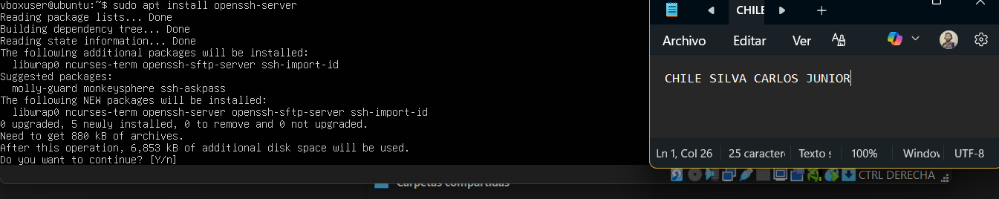 vboxuser@ubuntu:~$ sudo apt install openssh-server
Reading package lists... Done
Building dependency tree... Done
Reading state information... Done
The following additional packages will be installed:
  libwrap0 ncurses-term openssh-sftp-server ssh-import-id
Suggested packages:
  molly-guard monkeysphere ssh-askpass
The following NEW packages will be installed:
  libwrap0 ncurses-term openssh-server openssh-sftp-server ssh-import-id
0 upgraded, 5 newly installed, 0 to remove and 0 not upgraded.
Need to get 880 kB of archives.
After this operation, 6,853 kB of additional disk space will be used.
Do you want to continue? [Y/n]
CHILE
Archivo Editar Ver
CHILE SILVA CARLOS JUNIOR
Ln 1, Col 26 25 caracter Texto 100% Window UTF-8
CTRL DERECHA
Carpetas compartidas